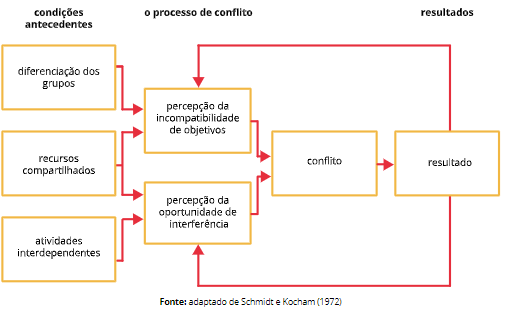 condições
antecedentes
o processo de conflito
resultados
diferenciação dos
grupos
recursos
compartilhados
atividades
interdependentes
percepção da
incompatibilidade
de objetivos
percepção da
oportunidade de
interferência
conflito
resultado
Fonte: adaptado de Schmidt e Kocham (1972)